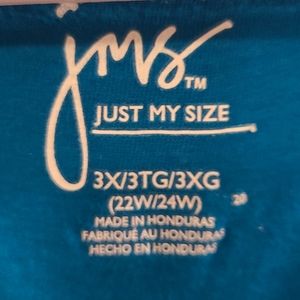 jms™
JUST MY SIZE
3X/3TG/3XG
(22W/24W)
MADE IN HONDURAS
FABRIQUÉ AU HONDURAS
HECHO EN HONDURAS